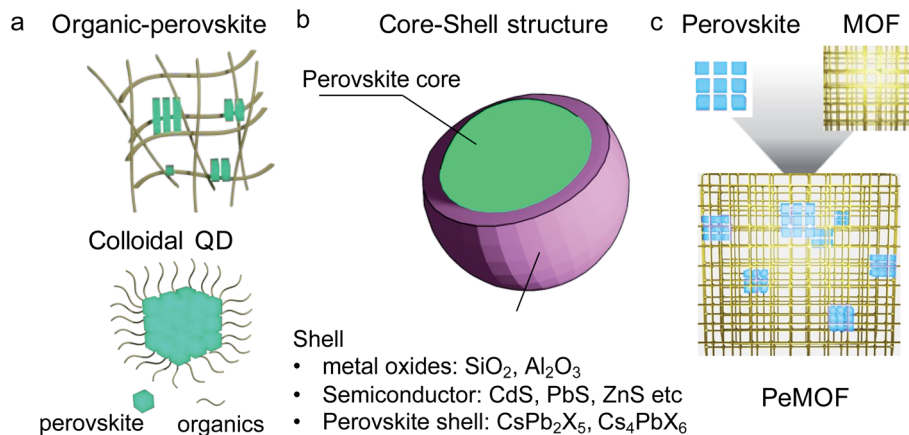 a
Organic-perovskite
Colloidal QD
perovskite
organics
b
Core-Shell structure
Perovskite core
Shell
• metal oxides: SiO₂, Al₂O₃
• Semiconductor: CdS, PbS, ZnS etc
• Perovskite shell: CsPb₂X₅, Cs₄PbX₆
c
Perovskite
MOF
PeMOF